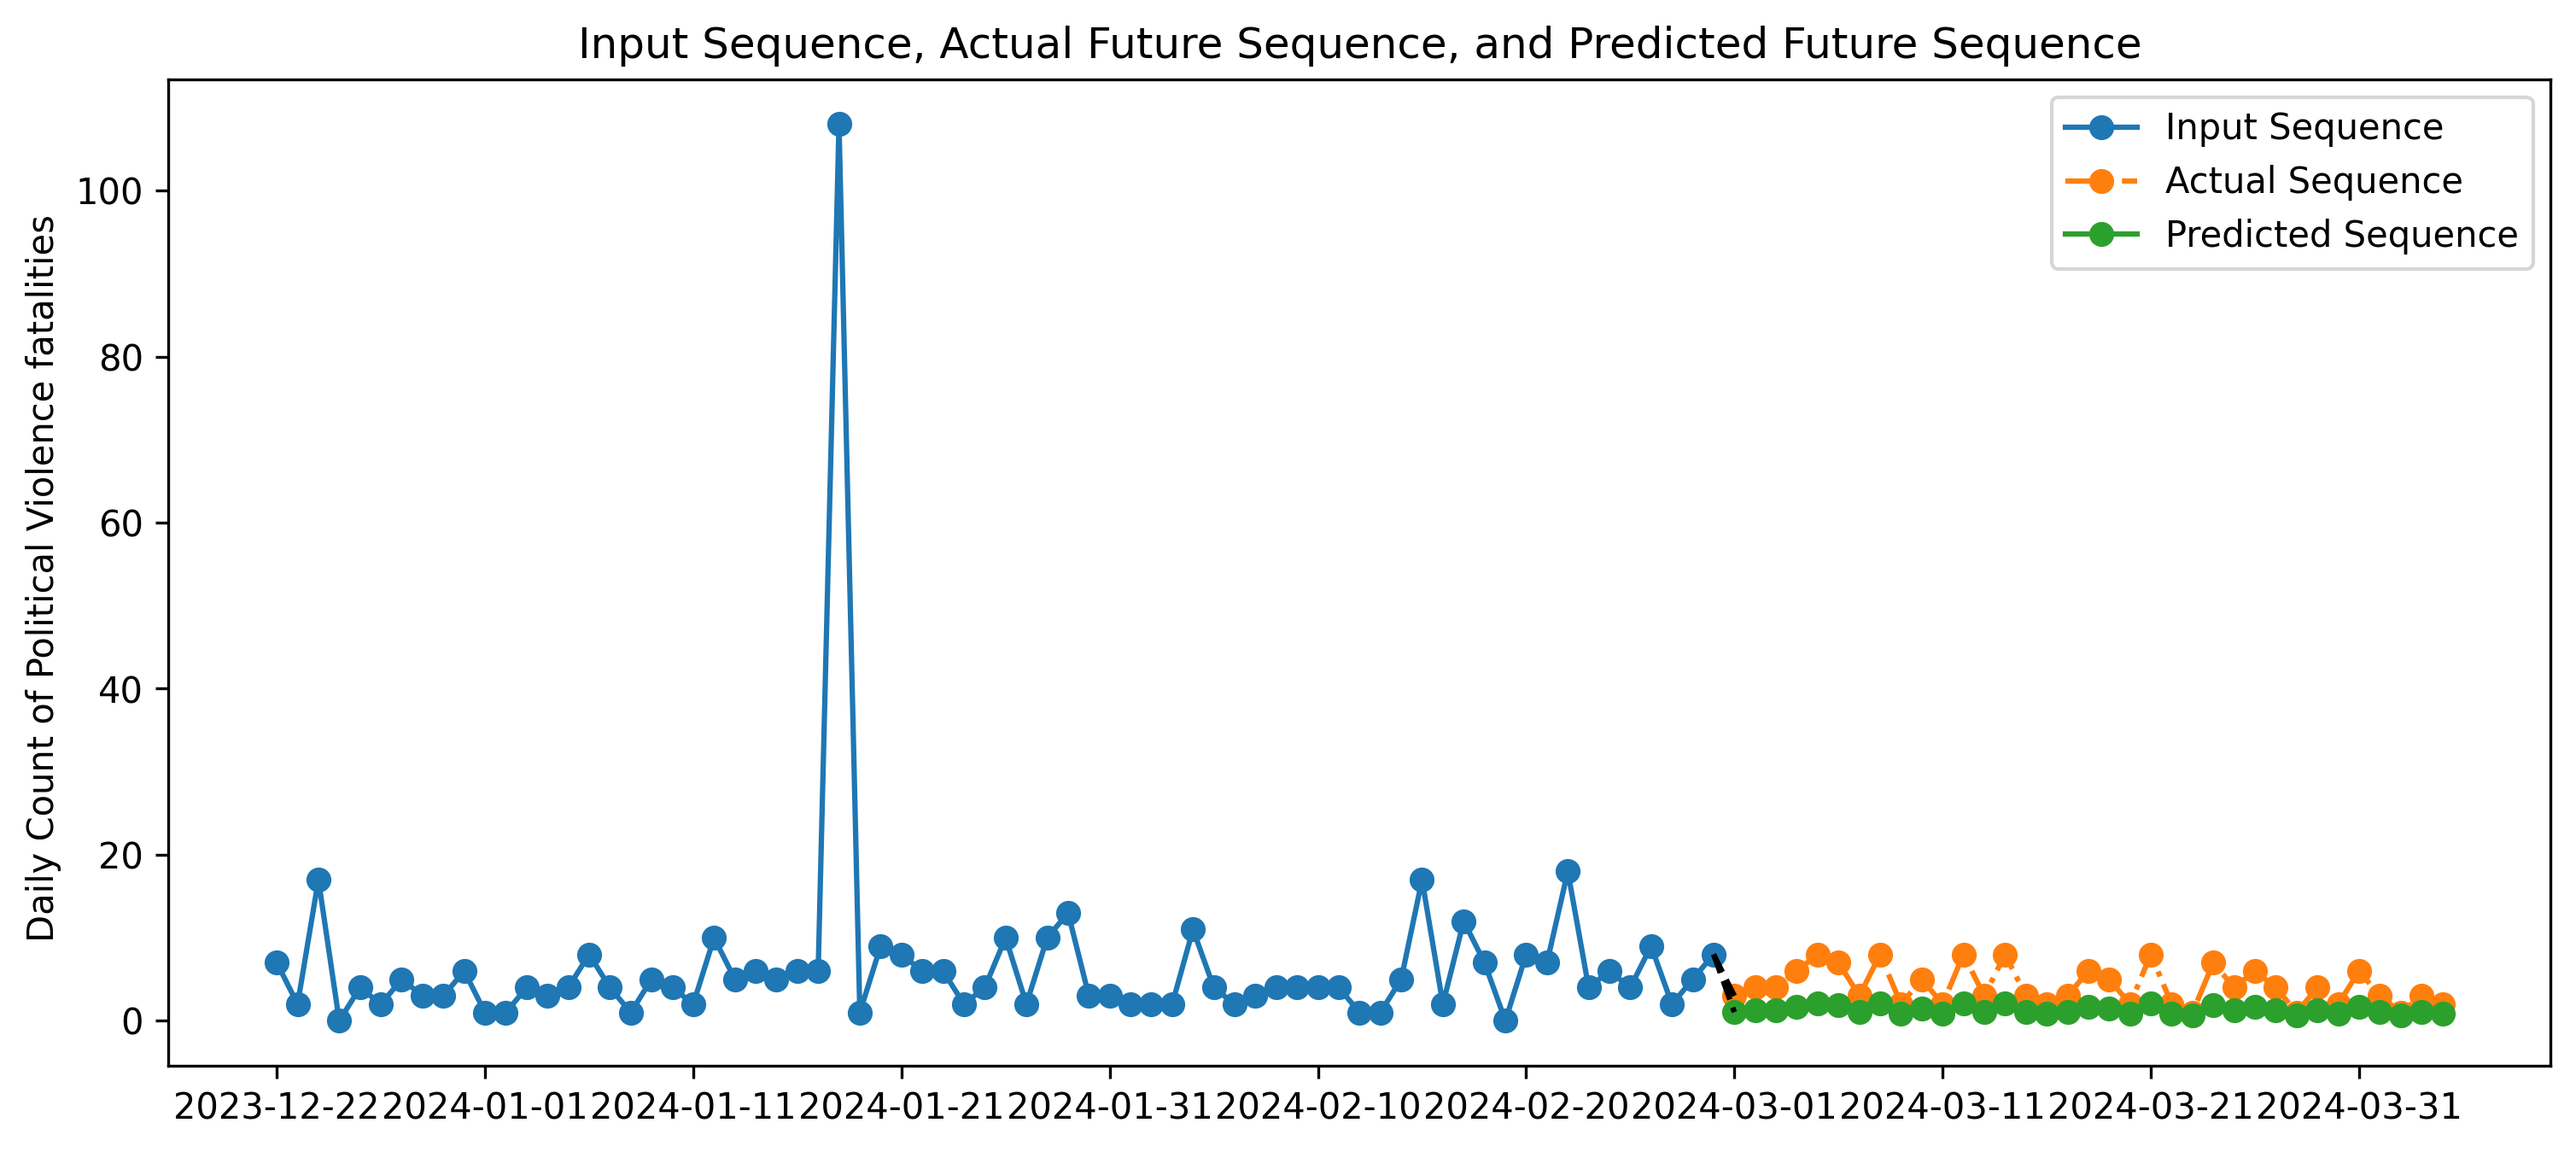 Input Sequence, Actual Future Sequence, and Predicted Future Sequence
Daily Count of Political Violence fatalities
100
80
60
40
20
0
Input Sequence
Actual Sequence
Predicted Sequence
2023-12-22 2024-01-01 2024-01-11 2024-01-21 2024-01-31 2024-02-10 2024-02-20 2024-03-01 2024-03-11 2024-03-21 2024-03-31